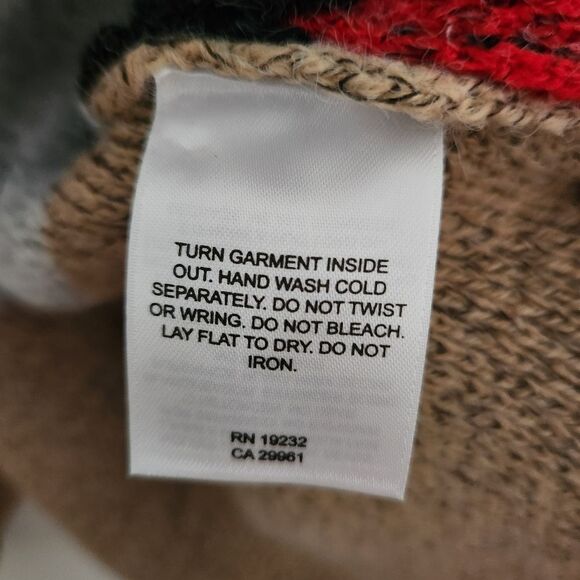 TURN GARMENT INSIDE
OUT. HAND WASH COLD
SEPARATELY. DO NOT TWIST
OR WRING. DO NOT BLEACH.
LAY FLAT TO DRY. DO NOT
IRON.
RN 19232
CA 29961